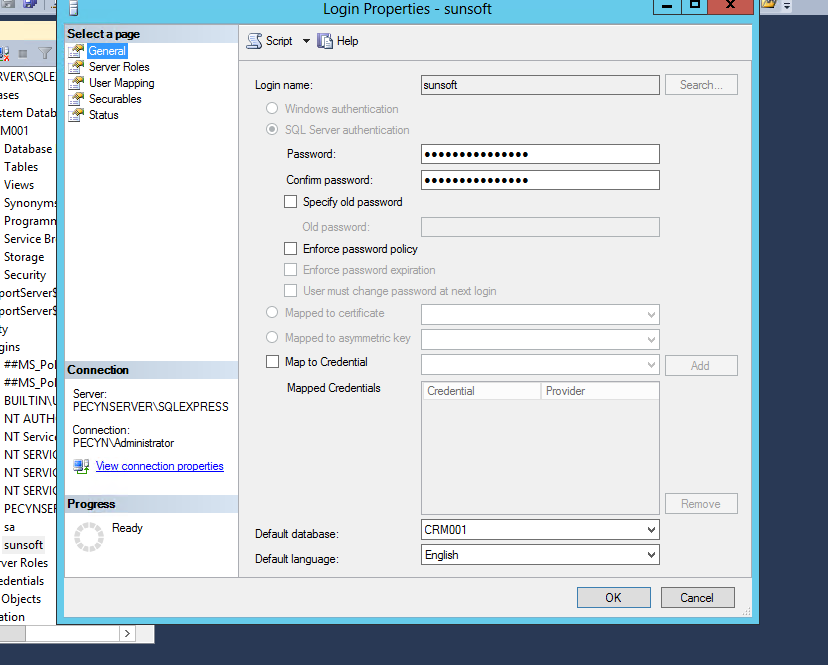 Login Properties - sunsoft
Select a page
General
Server Roles
User Mapping
Securables
Status
Script
Help
Login name:
sunsoft
Search...
Windows authentication
SQL Server authentication
Password:
●●●●●●●●●●●●●●●
Confirm password:
●●●●●●●●●●●●●●●
Specify old password
Old password:
Enforce password policy
Enforce password expiration
User must change password at next login
Mapped to certificate
Mapped to asymmetric key
Map to Credential
Add
Mapped Credentials
Credential Provider
Remove
Default database:
CRM001
Default language:
English
OK
Cancel
Connection
Server:
PECYNSERVER\SQLEXPRESS
Connection:
PECYN\Administrator
View connection properties
Progress
Ready
RVER\SQLE
ases
stem Datab
M001
Database
Tables
Views
Synonyms
Programn
Service Br
Storage
Security
portServer$
portServer$
ty
gins
##MS_Pol
##MS_Pol
BUILTIN\U
NT AUTH
NT Service
NT SERVIC
NT SERVIC
NT SERVIC
PECYNSER
sa
sunsoft
rver Roles
edentials
Objects
ation